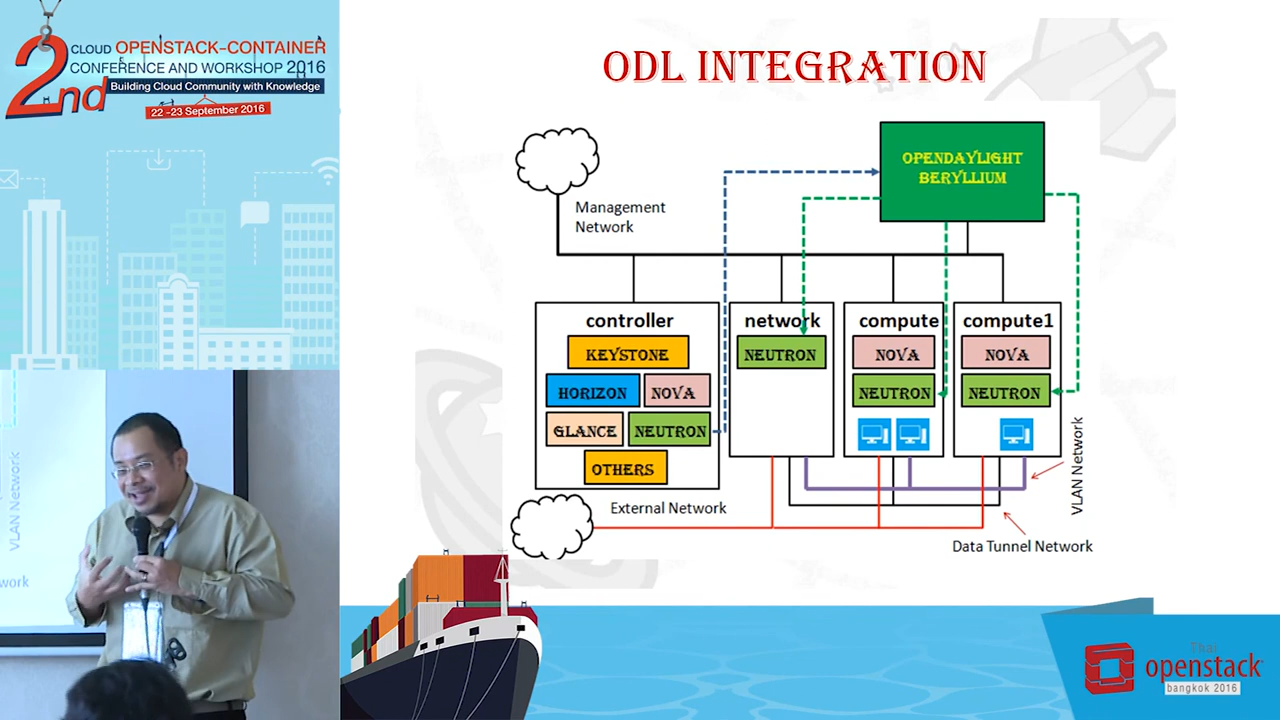 2nd
CLOUD OPENSTACK-CONTAINER
CONFERENCE AND WORKSHOP 2016
Building Cloud Community with Knowledge
22 -23 September 2016
ODL INTEGRATION
OPENDAYLIGHT
BERYLLIUM
Management
Network
controller
KEYSTONE
HORIZON
NOVA
GLANCE
NEUTRON
OTHERS
network
NEUTRON
compute
NOVA
NEUTRON
compute1
NOVA
NEUTRON
External Network
VLAN Network
Data Tunnel Network
VLAN Network
work
Thai
openstack
bangkok 2016